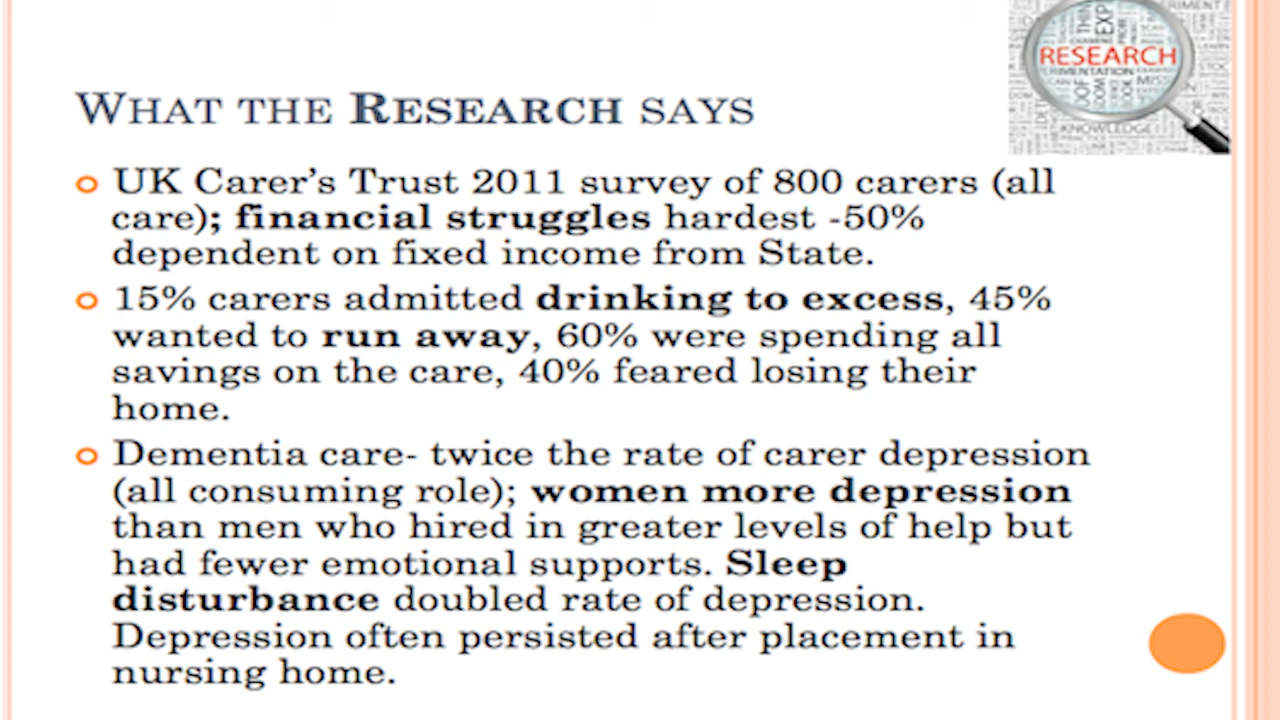 WHAT THE RESEARCH SAYS
RESEARCH
KNOWLEDGE
UK Carer's Trust 2011 survey of 800 carers (all
care); financial struggles hardest -50%
dependent on fixed income from State.
15% carers admitted drinking to excess, 45%
wanted to run away, 60% were spending all
savings on the care, 40% feared losing their
home.
Dementia care- twice the rate of carer depression
(all consuming role); women more depression
than men who hired in greater levels of help but
had fewer emotional supports. Sleep
disturbance doubled rate of depression.
Depression often persisted after placement in
nursing home.